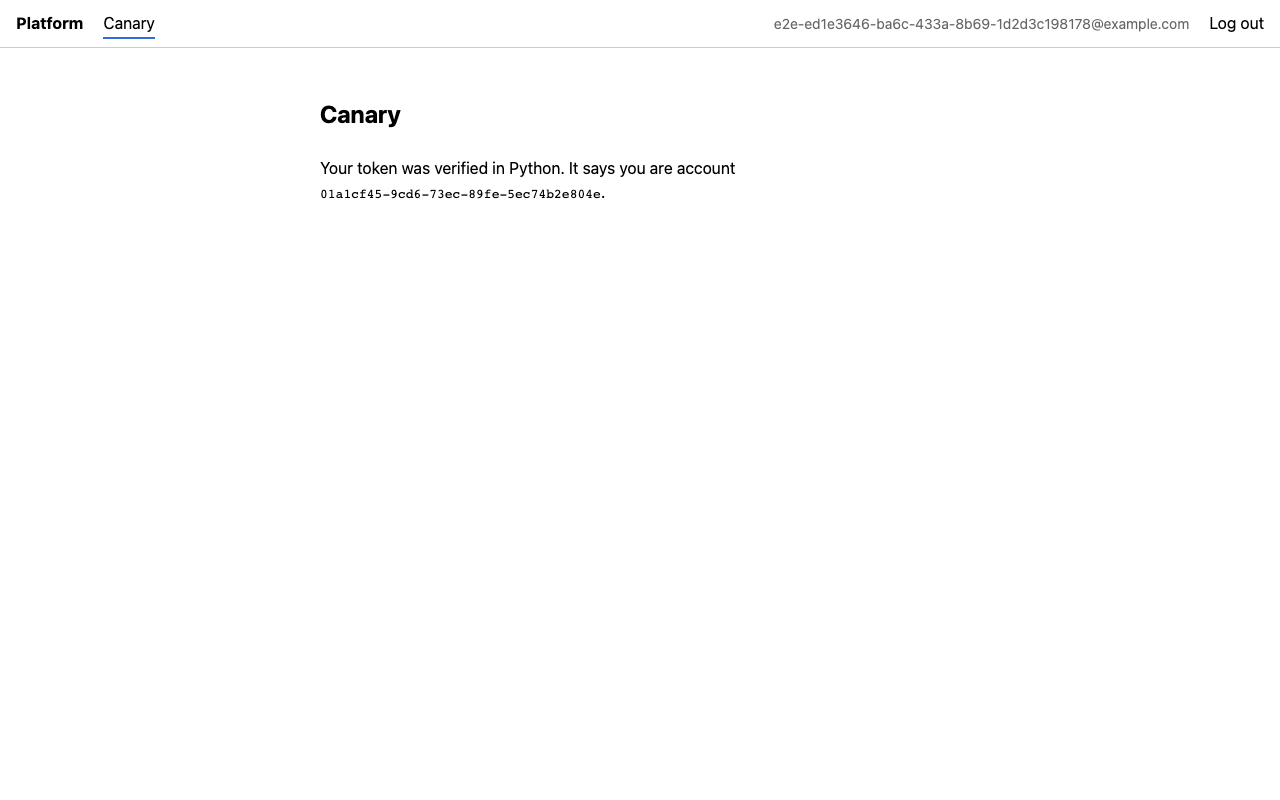 Platform Canary e2e-ed1e3646-ba6c-433a-8b69-1d2d3c198178@example.com Log out
Canary
Your token was verified in Python. It says you are account
01a1cf45-9cd6-73ec-89fe-5ec74b2e804e.